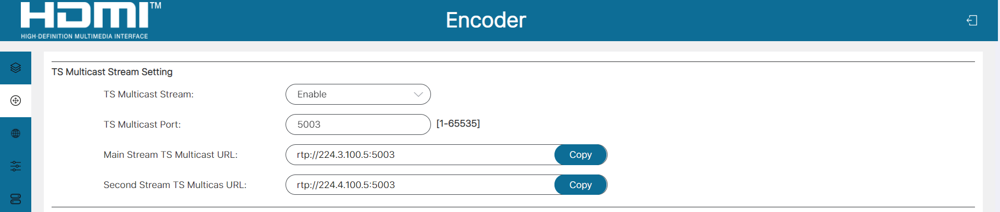 HDMI™
HIGH-DEFINITION MULTIMEDIA INTERFACE
Encoder
TS Multicast Stream Setting
TS Multicast Stream: Enable
TS Multicast Port: 5003 [1-65535]
Main Stream TS Multicast URL: rtp://224.3.100.5:5003 Copy
Second Stream TS Multicas URL: rtp://224.4.100.5:5003 Copy